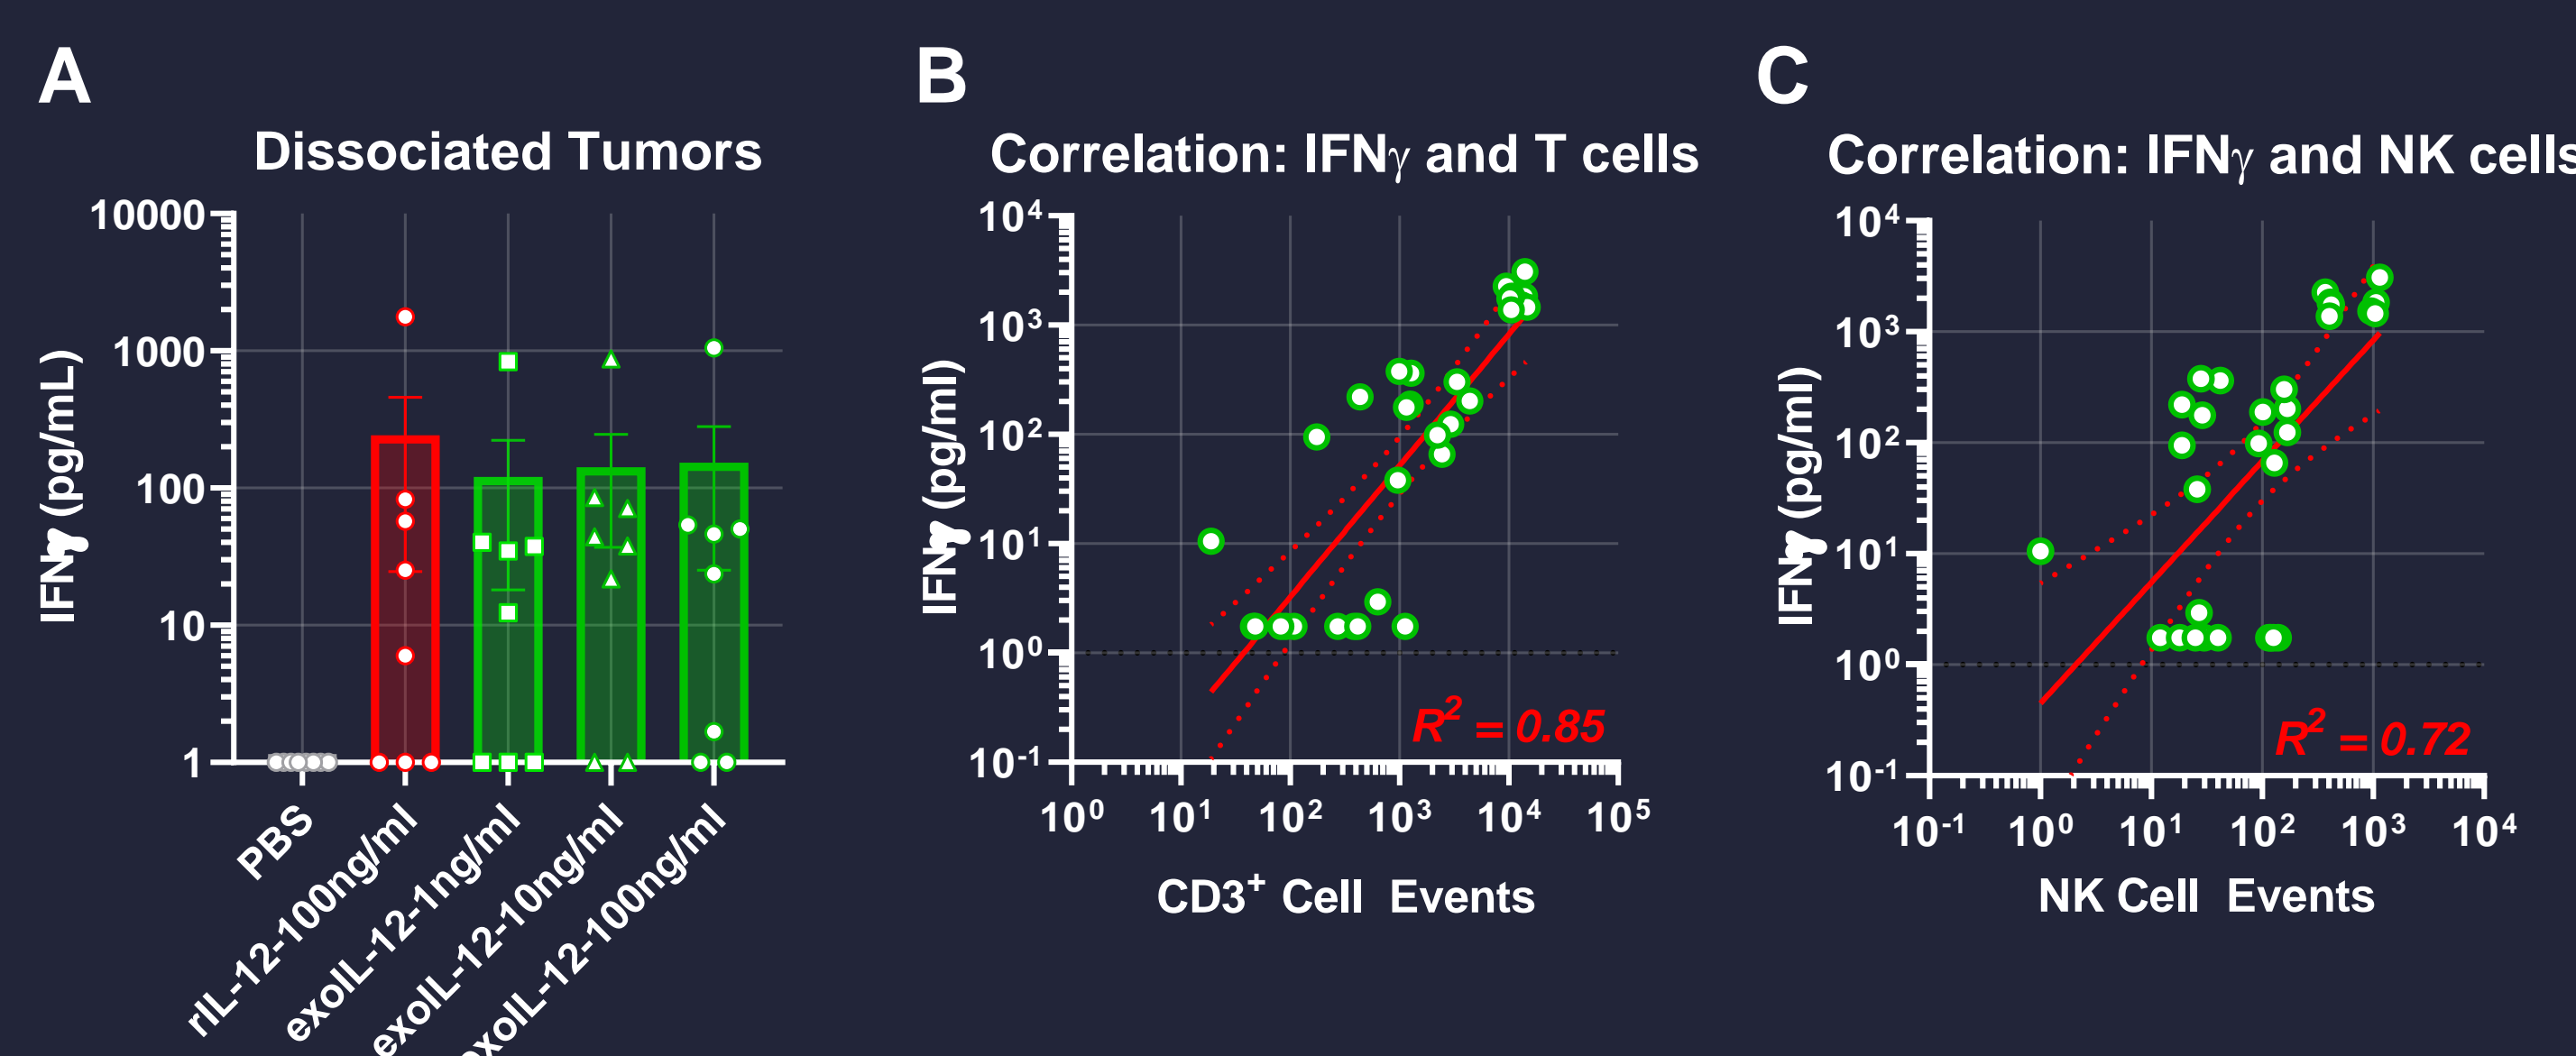 A
B
C
Dissociated Tumors
IFNγ (pg/mL)
10000
1000
100
10
1
PBS
rIL-12-100ng/ml
exoIL-12-1ng/ml
exoIL-12-10ng/ml
exoIL-12-100ng/ml
Correlation: IFNγ and T cells
IFNγ (pg/ml)
10⁴
10³
10²
10¹
10⁰
10⁻¹
R² = 0.85
10⁰ 10¹ 10² 10³ 10⁴ 10⁵
CD3⁺ Cell Events
Correlation: IFNγ and NK cells
IFNγ (pg/ml)
10⁴
10³
10²
10¹
10⁰
10⁻¹
R² = 0.72
10⁻¹ 10⁰ 10¹ 10² 10³ 10⁴
NK Cell Events